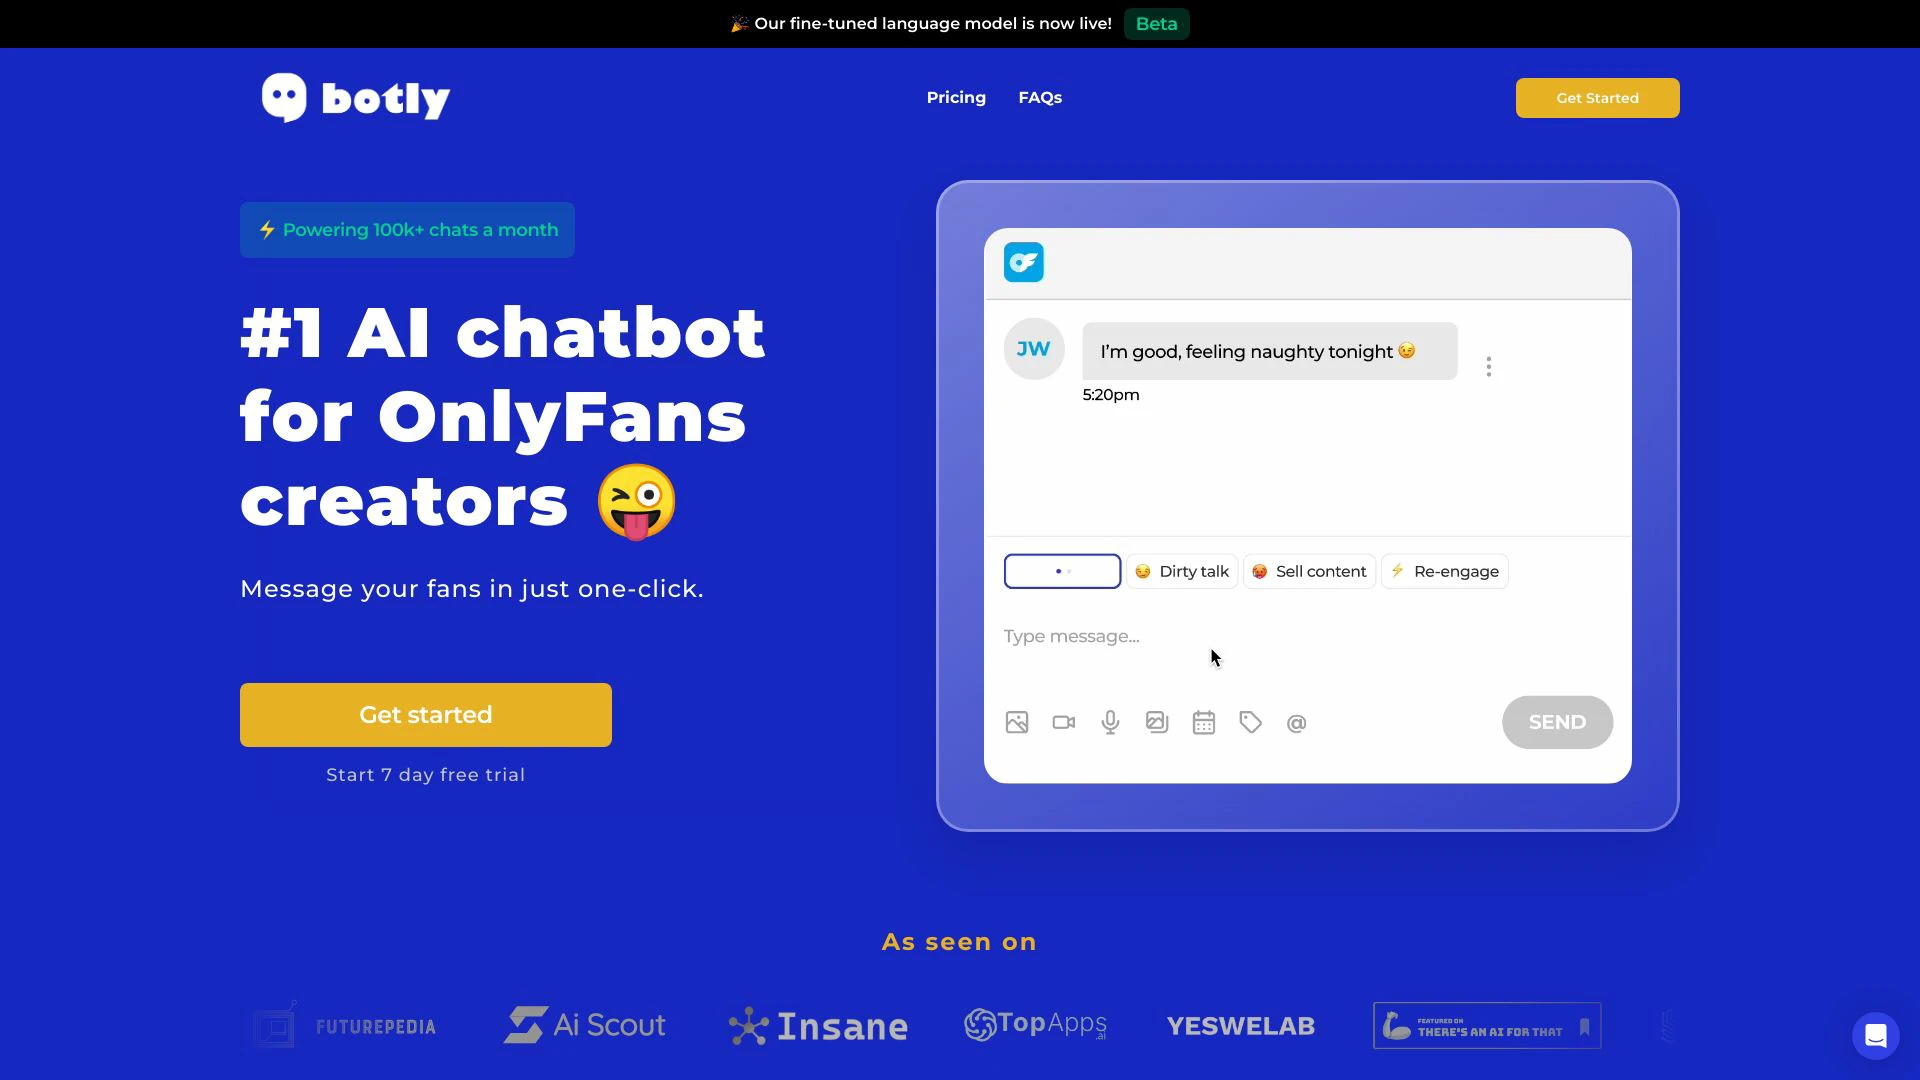 🎉 Our fine-tuned language model is now live! Beta
botly
Pricing FAQs
Get Started
⚡ Powering 100k+ chats a month
#1 AI chatbot
for OnlyFans
creators 😜
Message your fans in just one-click.
Get started
Start 7 day free trial
JW
I'm good, feeling naughty tonight 😉
5:20pm
😏 Dirty talk 🥵 Sell content ⚡ Re-engage
Type message...
@
SEND
As seen on
FUTUREPEDIA
Ai Scout
Insane
TopApps
.ai
YESWELAB
FEATURED ON
THERE'S AN AI FOR THAT